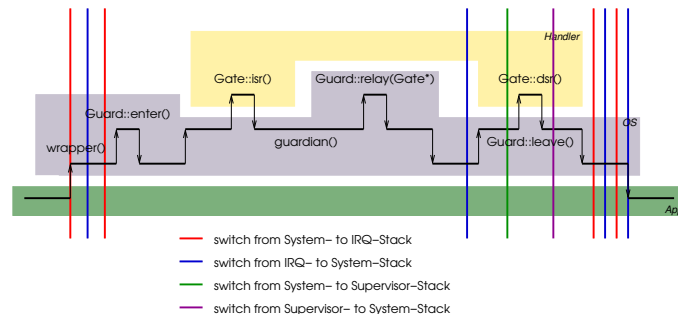 Handler
Gate::isr()
Guard::relay(Gate*)
Gate::dsr()
Guard::enter()
OS
wrapper()
guardian()
Guard::leave()
switch from System– to IRQ–Stack
switch from IRQ– to System–Stack
switch from System– to Supervisor–Stack
switch from Supervisor– to System–Stack